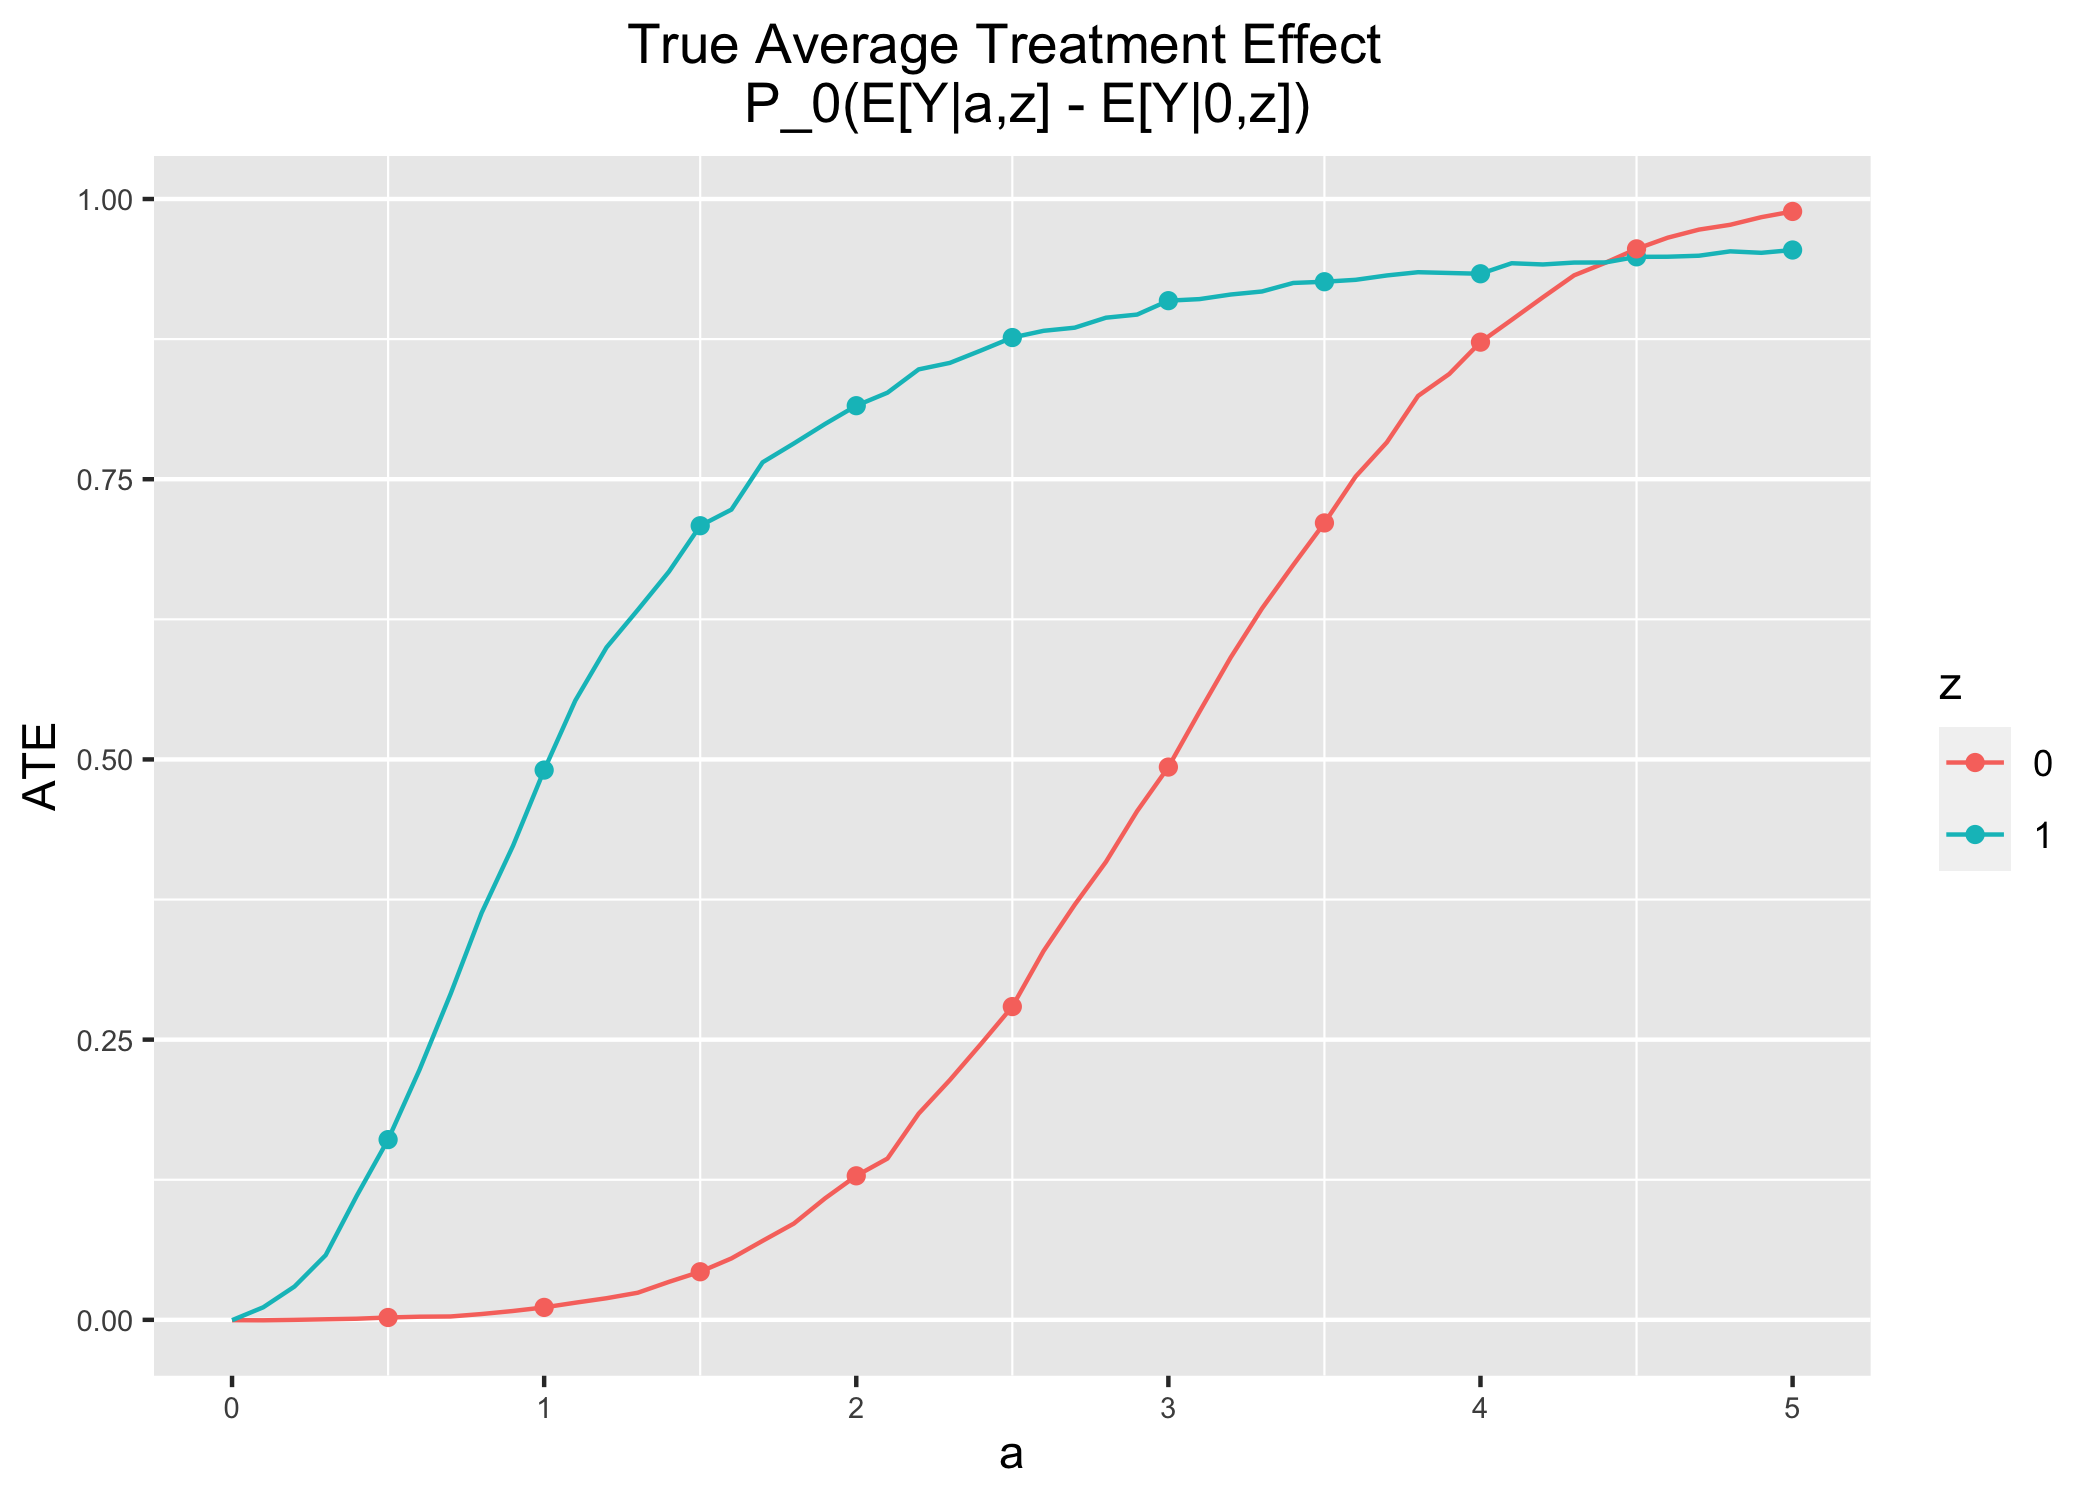 True Average Treatment Effect
P_0(E[Y|a,z] - E[Y|0,z])
1.00
0.75
0.50
0.25
0.00
ATE
0 1 2 3 4 5
a
z
0
1